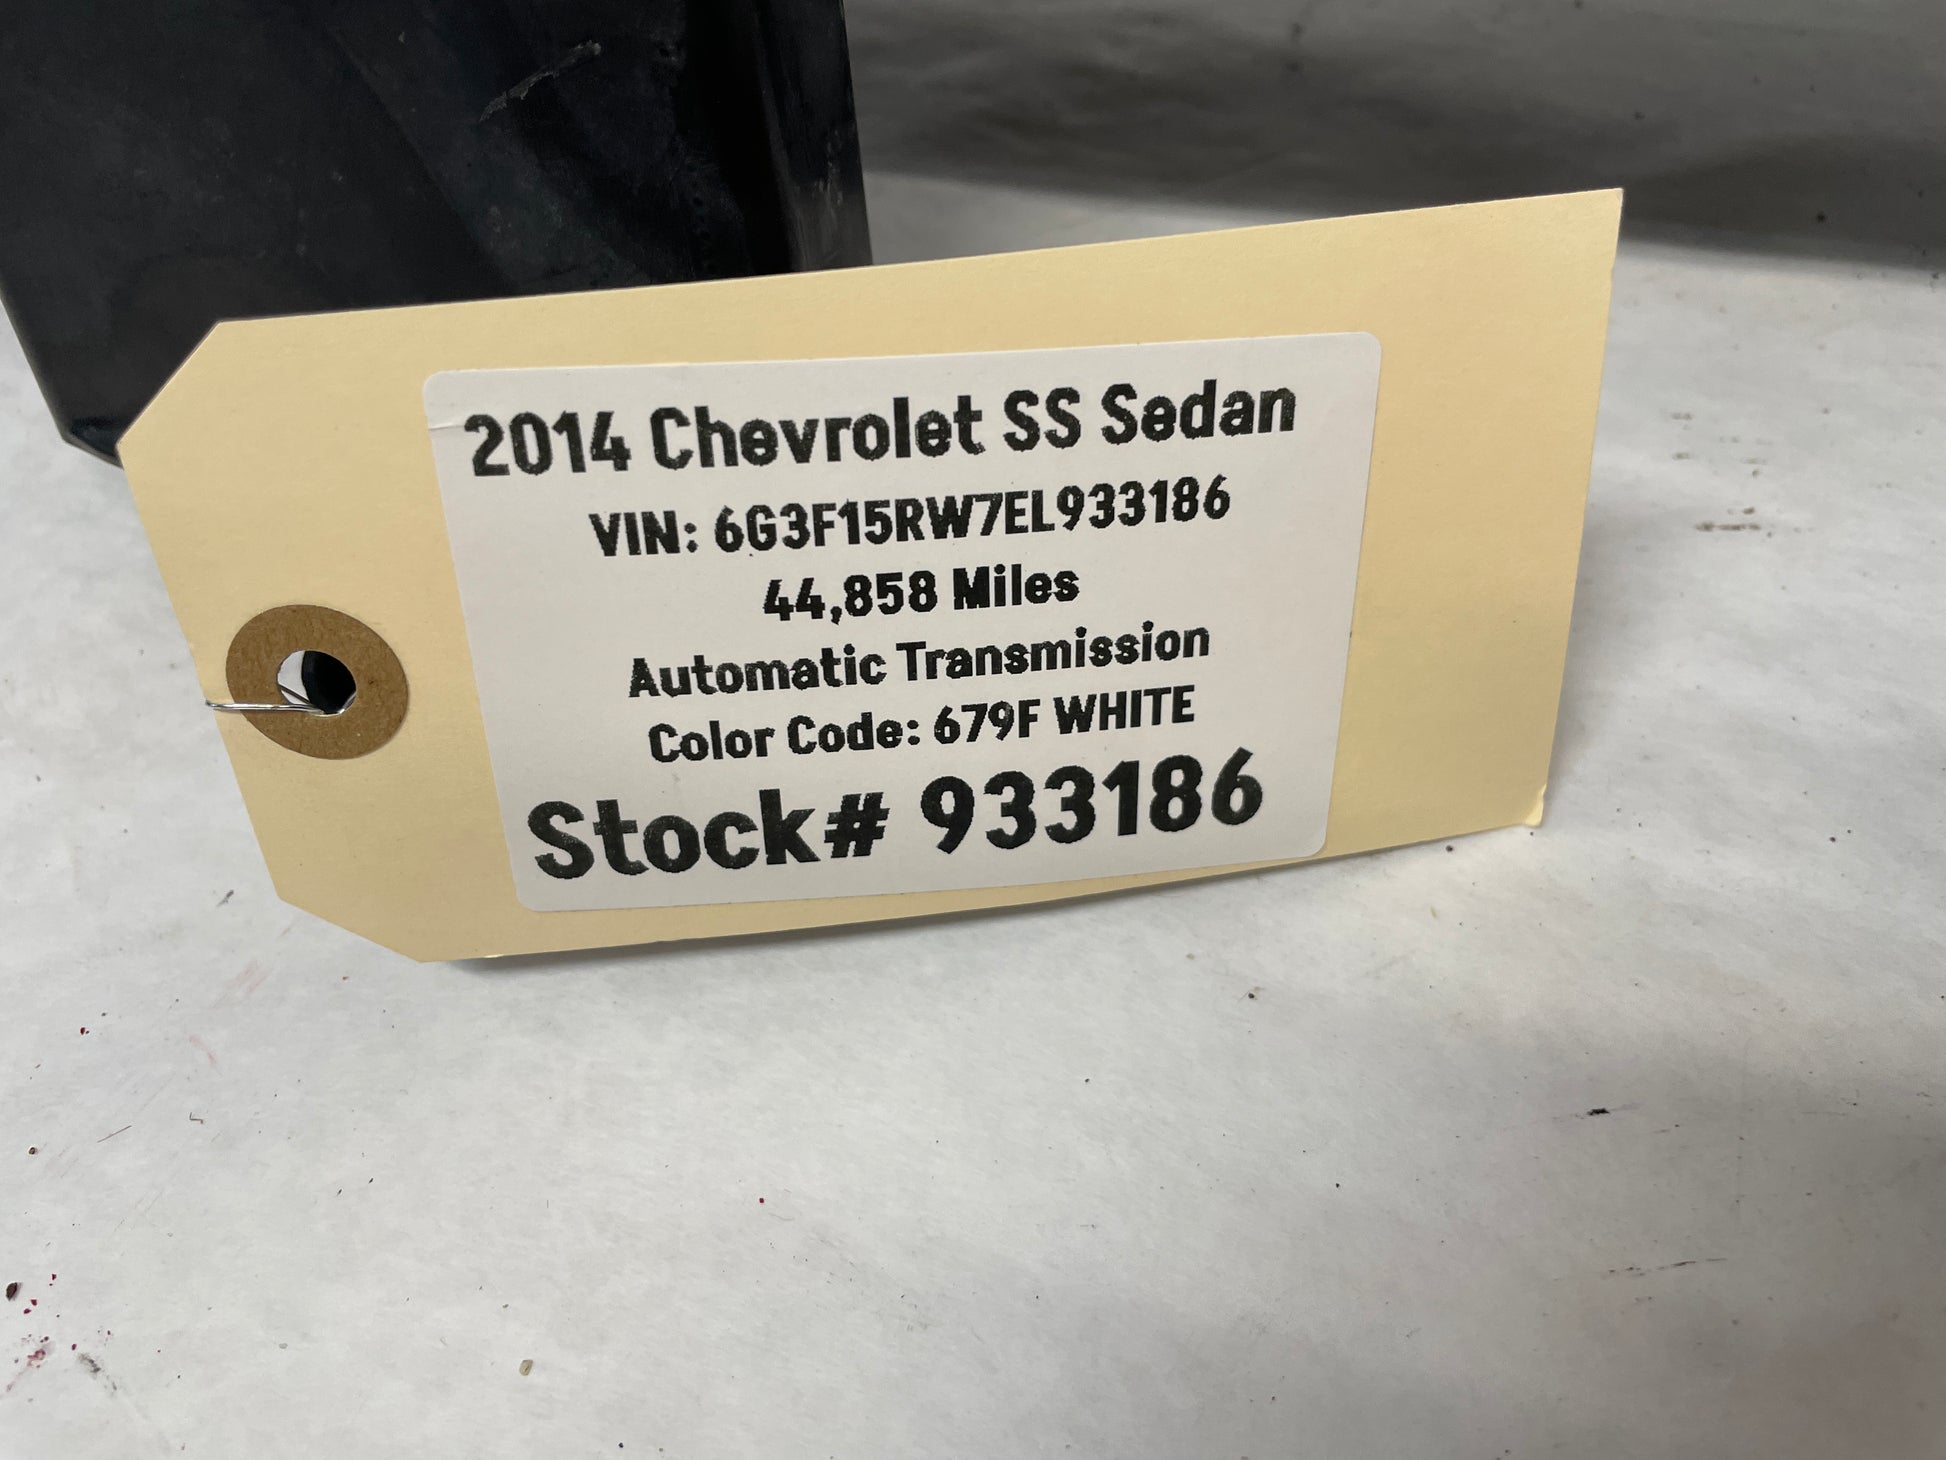 2014 Chevrolet SS Sedan
VIN: 6G3F15RW7EL933186
44,858 Miles
Automatic Transmission
Color Code: 679F WHITE
Stock# 933186